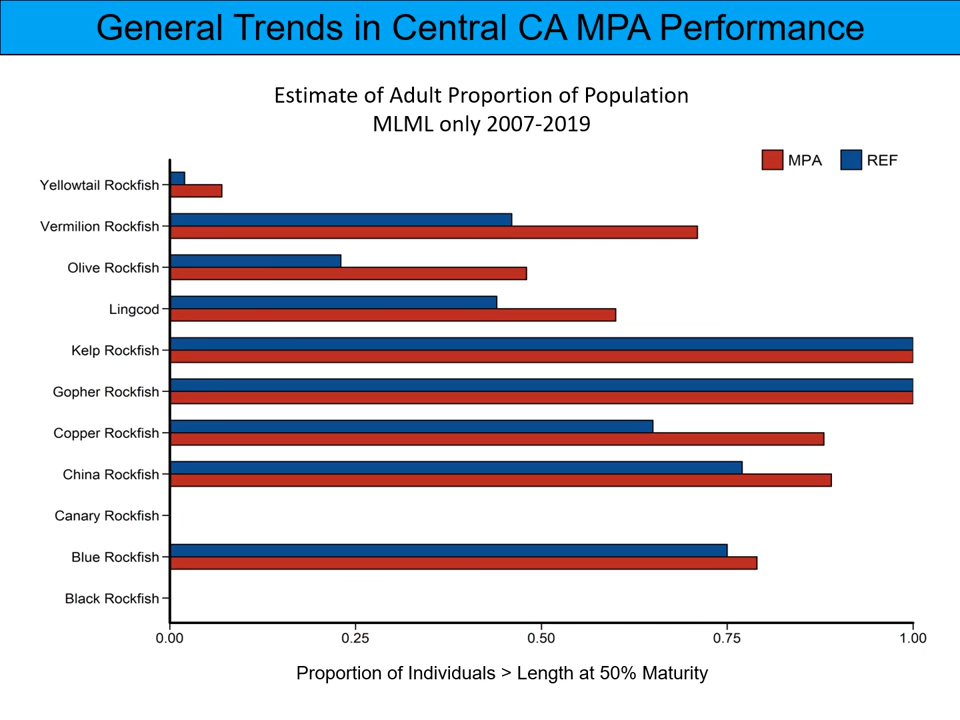 General Trends in Central CA MPA Performance
Estimate of Adult Proportion of Population
MLML only 2007-2019
MPA
REF
Yellowtail Rockfish
Vermilion Rockfish
Olive Rockfish
Lingcod
Kelp Rockfish
Gopher Rockfish
Copper Rockfish
China Rockfish
Canary Rockfish
Blue Rockfish
Black Rockfish
0.00 0.25 0.50 0.75 1.00
Proportion of Individuals > Length at 50% Maturity